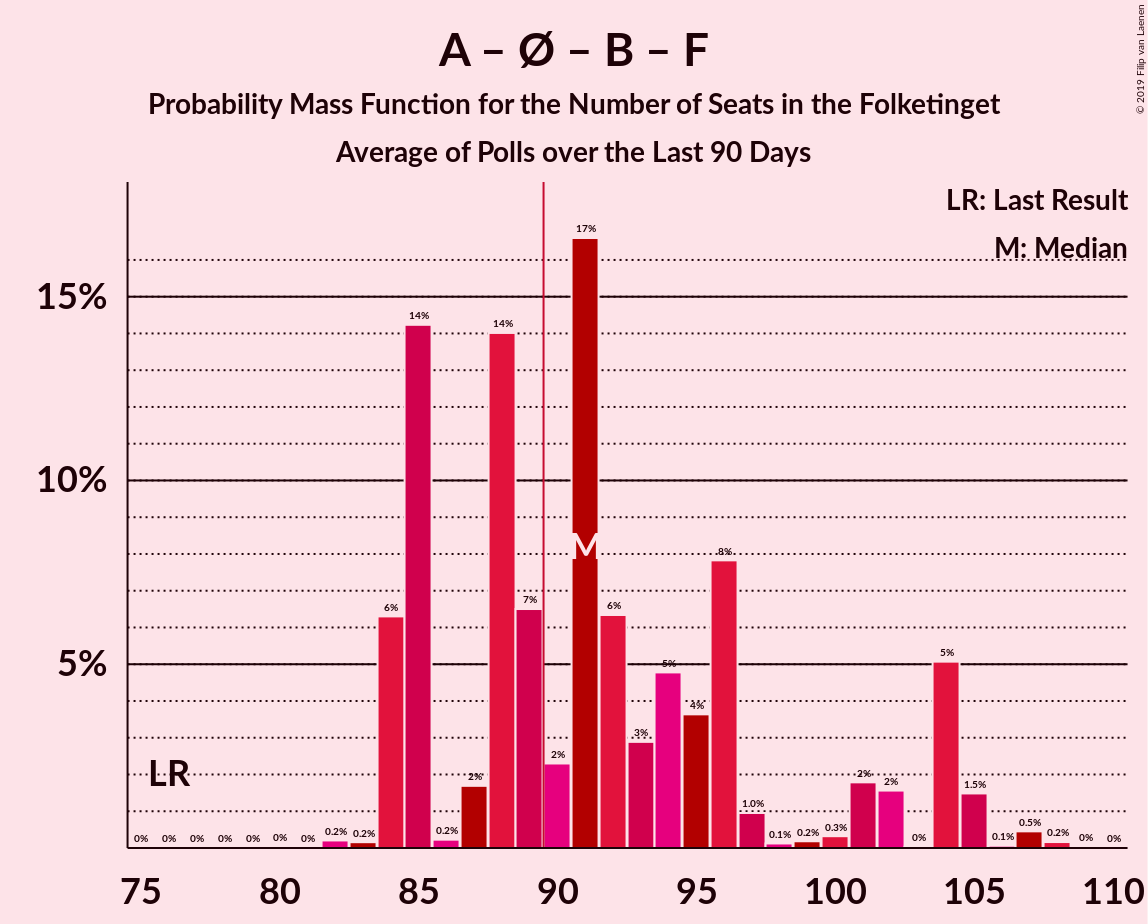 A – Ø – B – F
Probability Mass Function for the Number of Seats in the Folketinget
Average of Polls over the Last 90 Days
© 2019 Filip van Laenen
LR: Last Result
M: Median
15%
10%
5%
LR
M
0% 0% 0% 0% 0% 0% 0% 0.2% 0.2% 6% 14% 0.2% 2% 14% 7% 2% 17% 6% 3% 5% 4% 8% 1.0% 0.1% 0.2% 0.3% 2% 2% 0% 5% 1.5% 0.1% 0.5% 0.2% 0% 0%
75 80 85 90 95 100 105 110